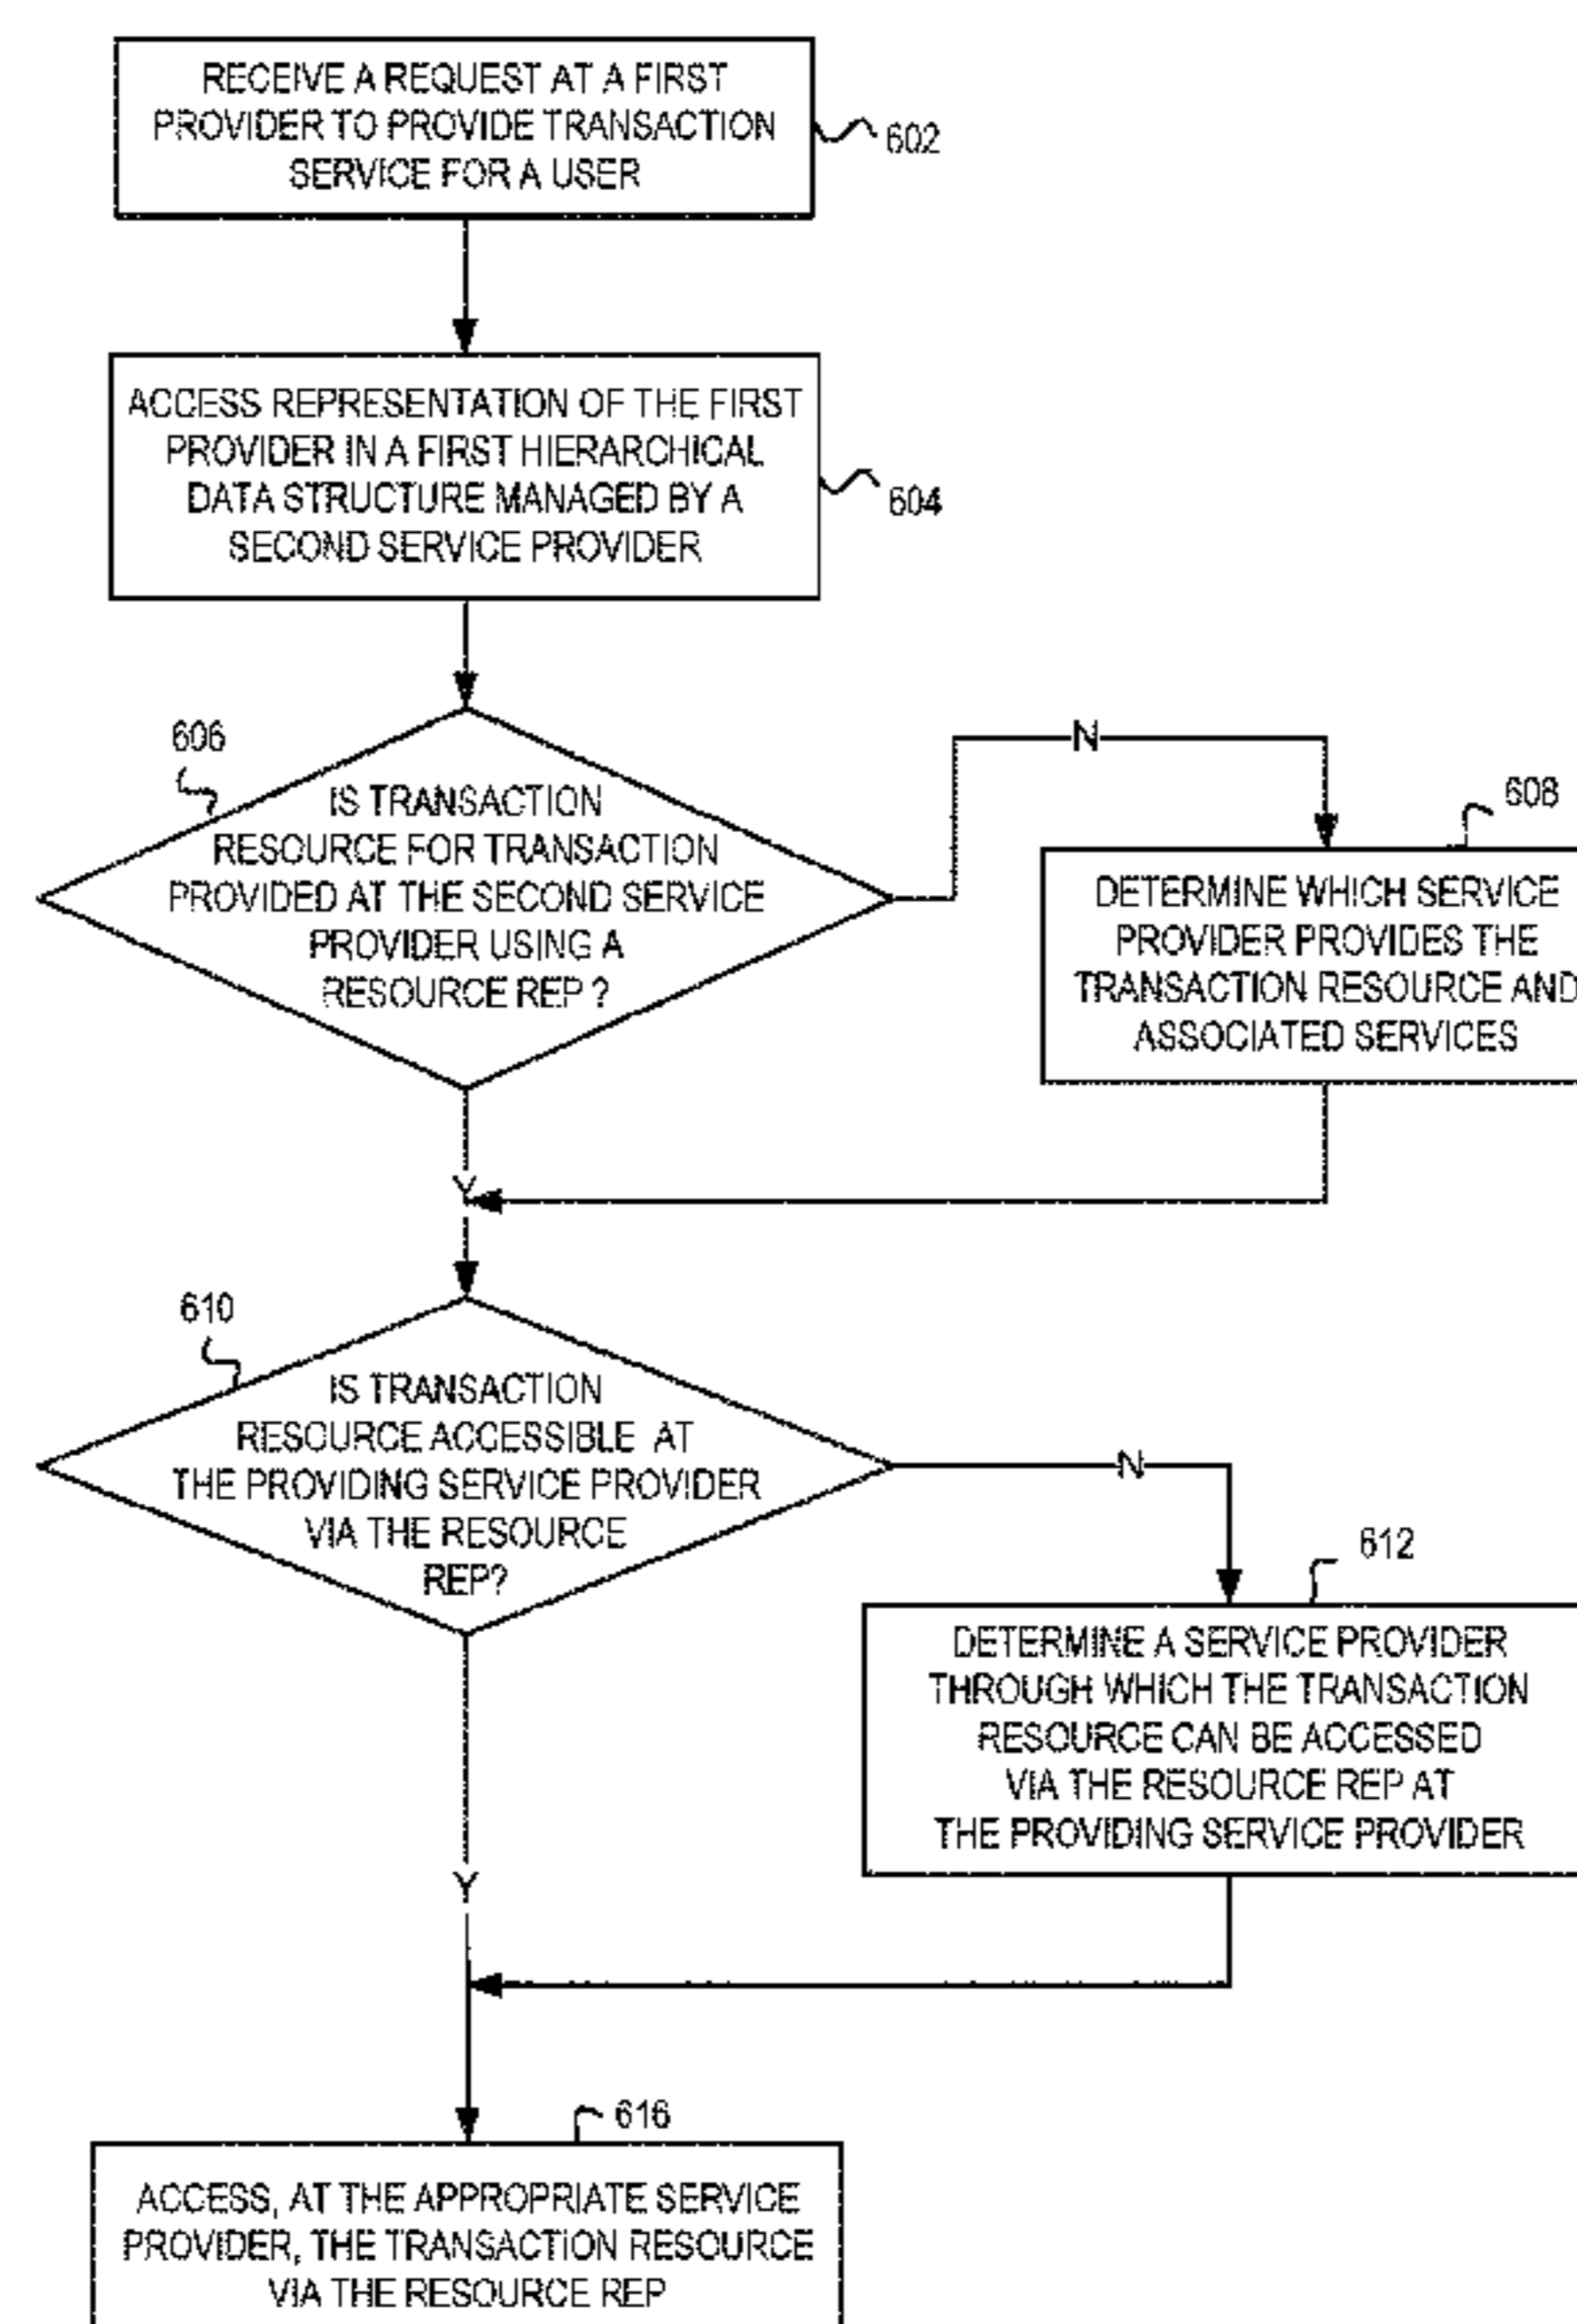 RECEIVE A REQUEST AT A FIRST
PROVIDER TO PROVIDE TRANSACTION
SERVICE FOR A USER
602
ACCESS REPRESENTATION OF THE FIRST
PROVIDER IN A FIRST HIERARCHICAL
DATA STRUCTURE MANAGED BY A
SECOND SERVICE PROVIDER
604
606
IS TRANSACTION
RESOURCE FOR TRANSACTION
PROVIDED AT THE SECOND SERVICE
PROVIDER USING A
RESOURCE REP ?
N
608
DETERMINE WHICH SERVICE
PROVIDER PROVIDES THE
TRANSACTION RESOURCE AND
ASSOCIATED SERVICES
Y
610
IS TRANSACTION
RESOURCE ACCESSIBLE AT
THE PROVIDING SERVICE PROVIDER
VIA THE RESOURCE
REP?
N
612
DETERMINE A SERVICE PROVIDER
THROUGH WHICH THE TRANSACTION
RESOURCE CAN BE ACCESSED
VIA THE RESOURCE REP AT
THE PROVIDING SERVICE PROVIDER
Y
616
ACCESS, AT THE APPROPRIATE SERVICE
PROVIDER, THE TRANSACTION RESOURCE
VIA THE RESOURCE REP